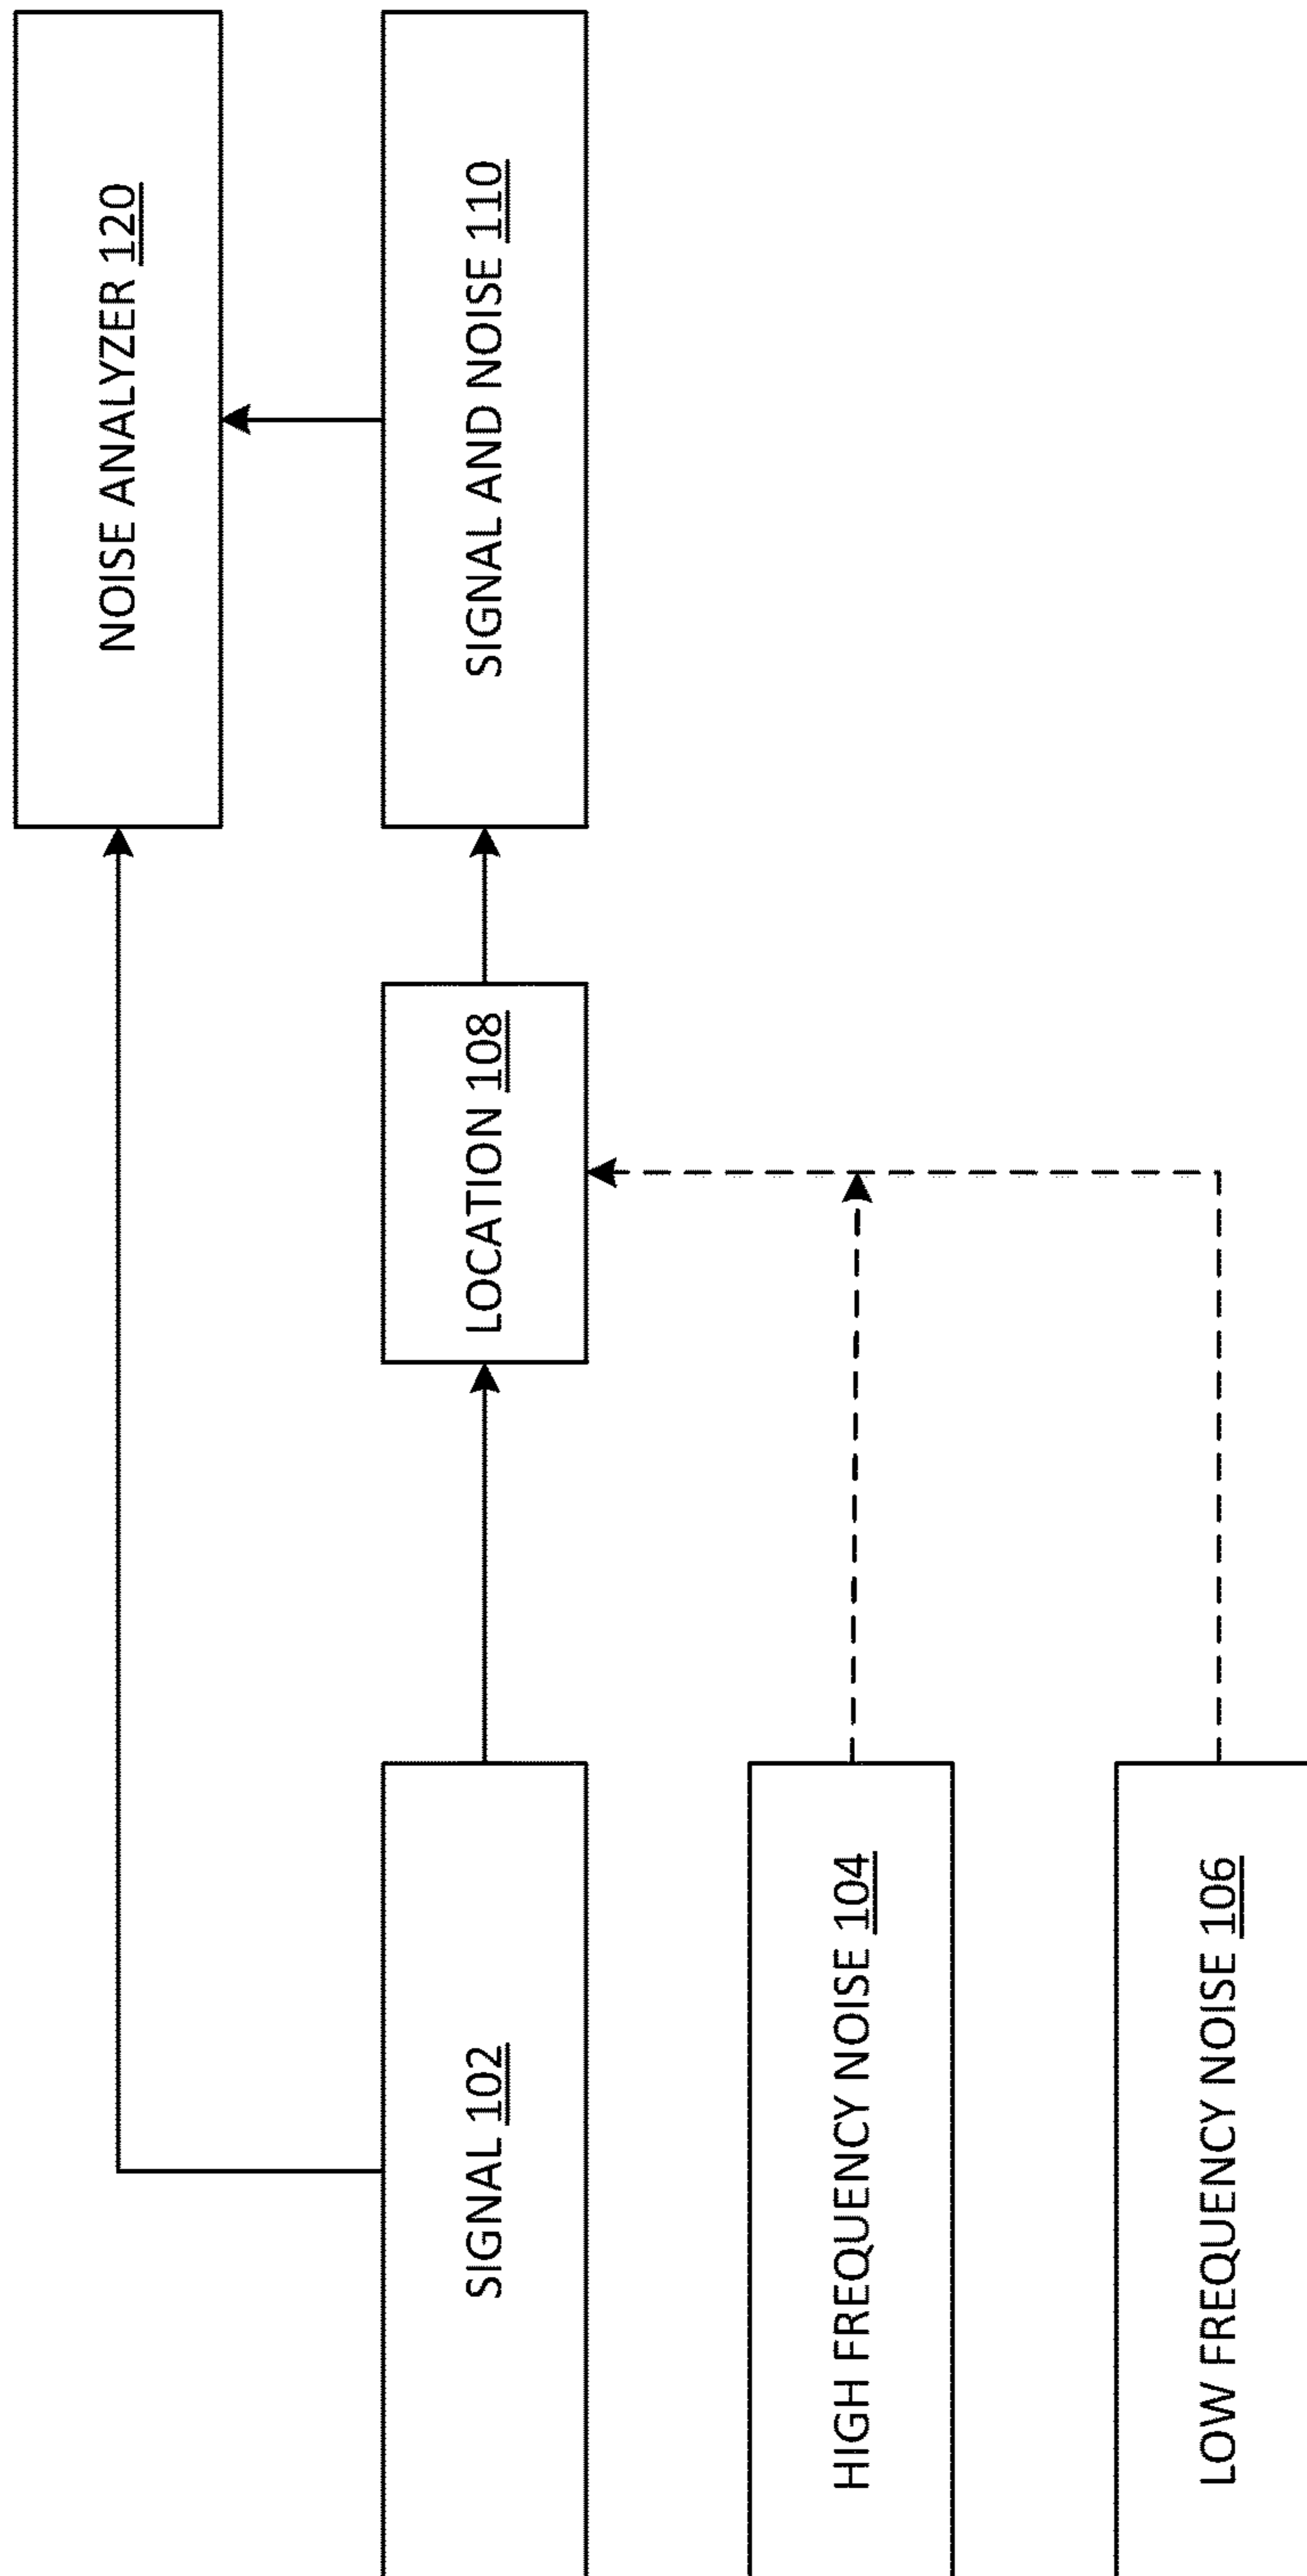 NOISE ANALYZER 120
SIGNAL 102
LOCATION 108
SIGNAL AND NOISE 110
HIGH FREQUENCY NOISE 104
LOW FREQUENCY NOISE 106